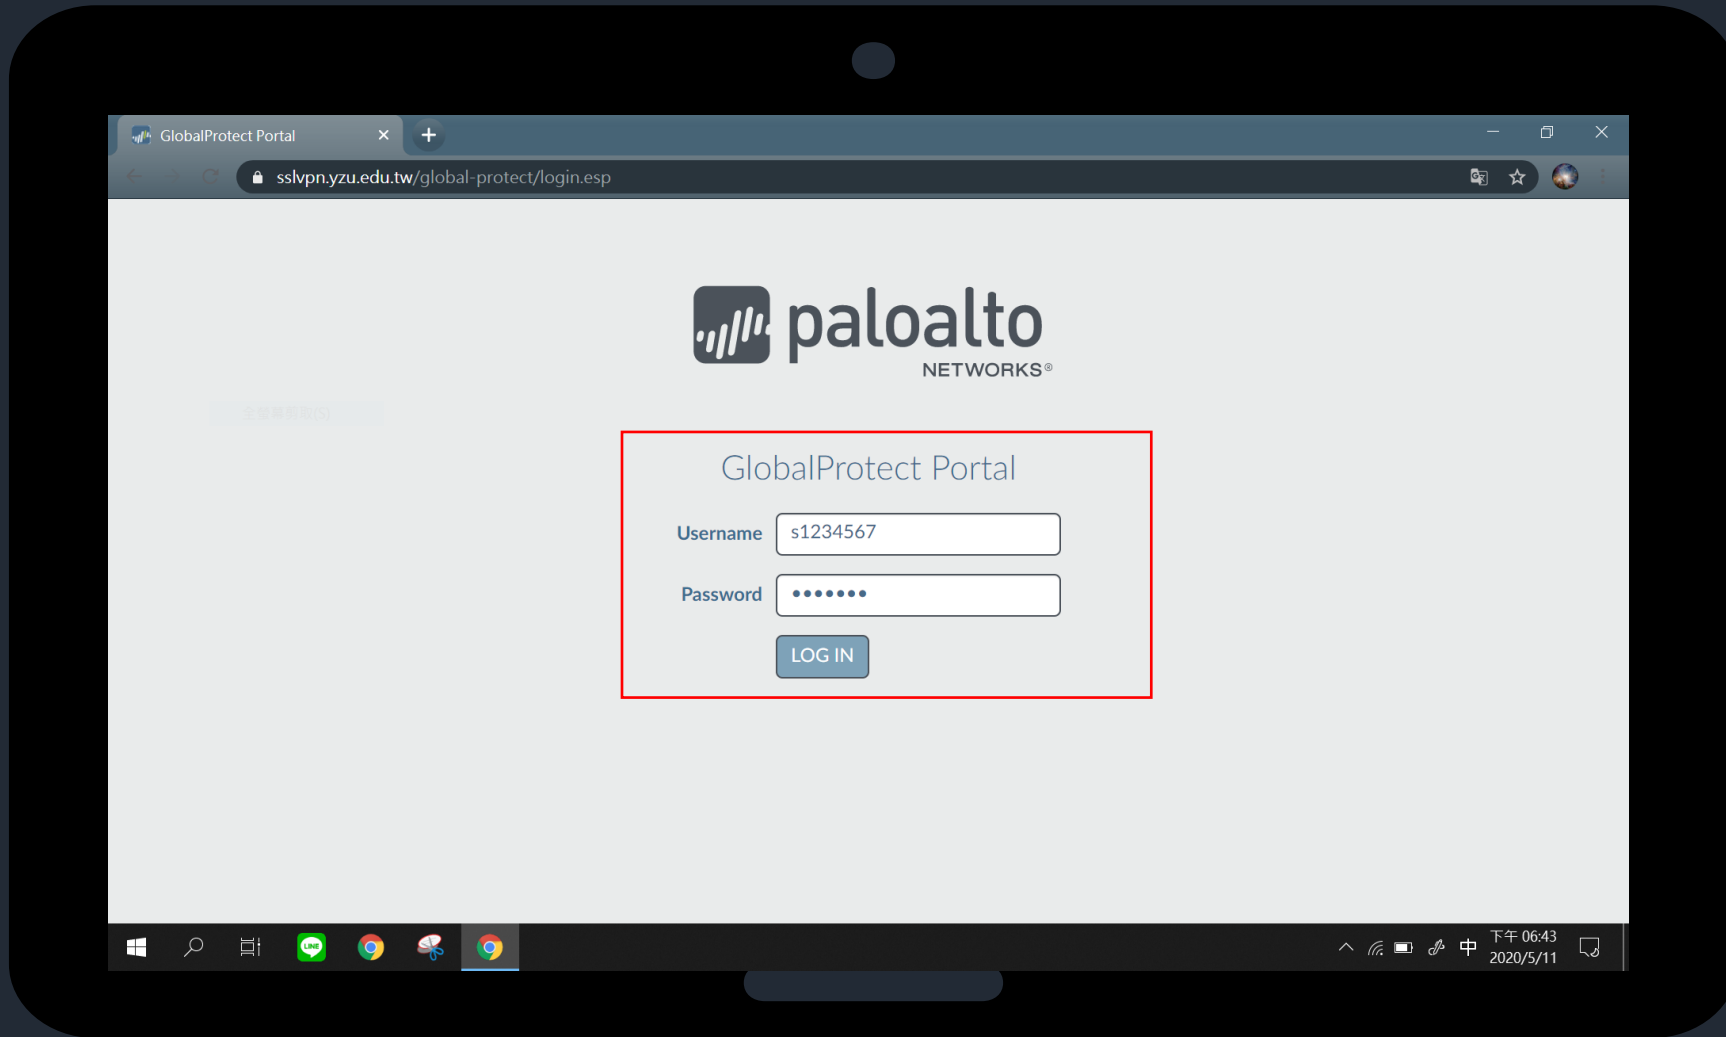 GlobalProtect Portal
sslvpn.yzu.edu.tw/global-protect/login.esp
paloalto
NETWORKS®
GlobalProtect Portal
Username s1234567
Password •••••••
LOG IN
LINE
中
下午 06:43
2020/5/11